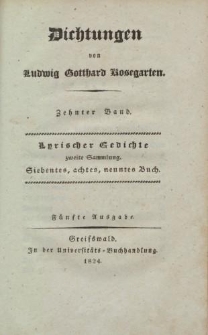 Dichtungen
von
Ludwig Gotthard Kosegarten.
Zehnter Band.
Lyrischer Gedichte
zweite Sammlung.
Siebentes, achtes, neuntes Buch.
Fünfte Ausgabe
Greifswald.
In der Universitäts-Buchhandlung.
1824.